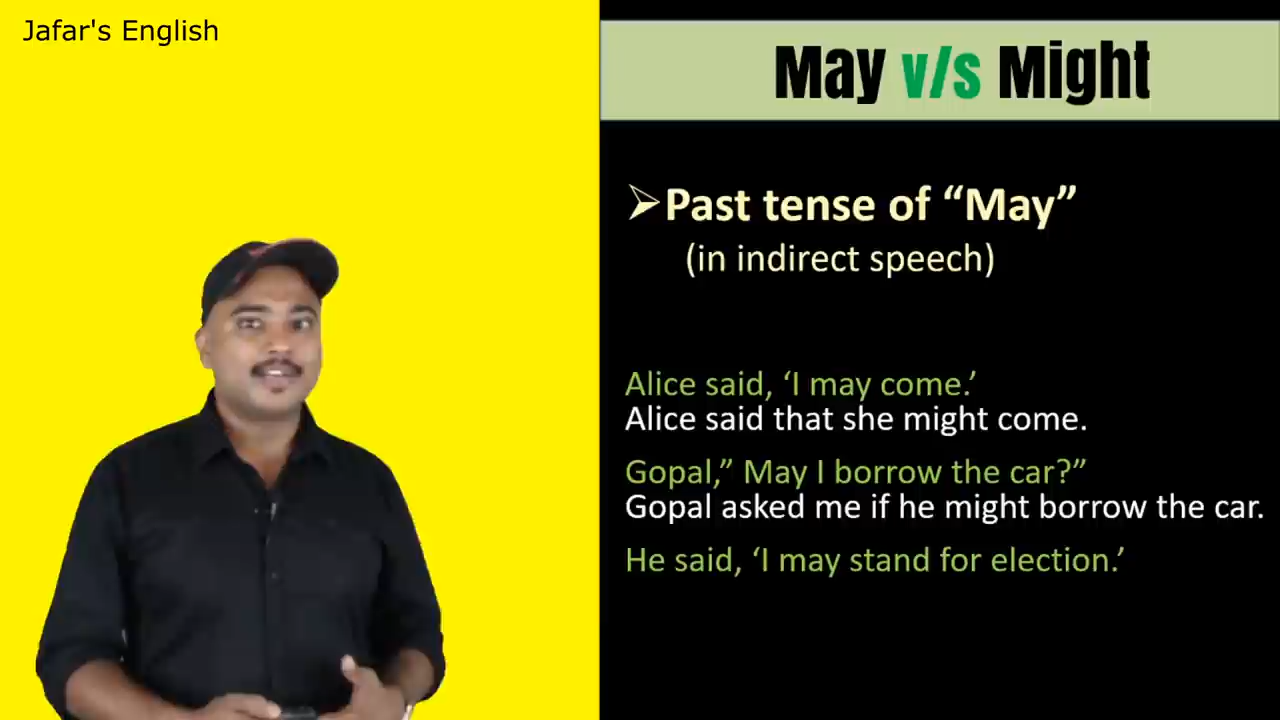 Jafar's English
May v/s Might
➢Past tense of “May”
(in indirect speech)
Alice said, ‘I may come.’
Alice said that she might come.
Gopal,” May I borrow the car?”
Gopal asked me if he might borrow the car.
He said, ‘I may stand for election.’